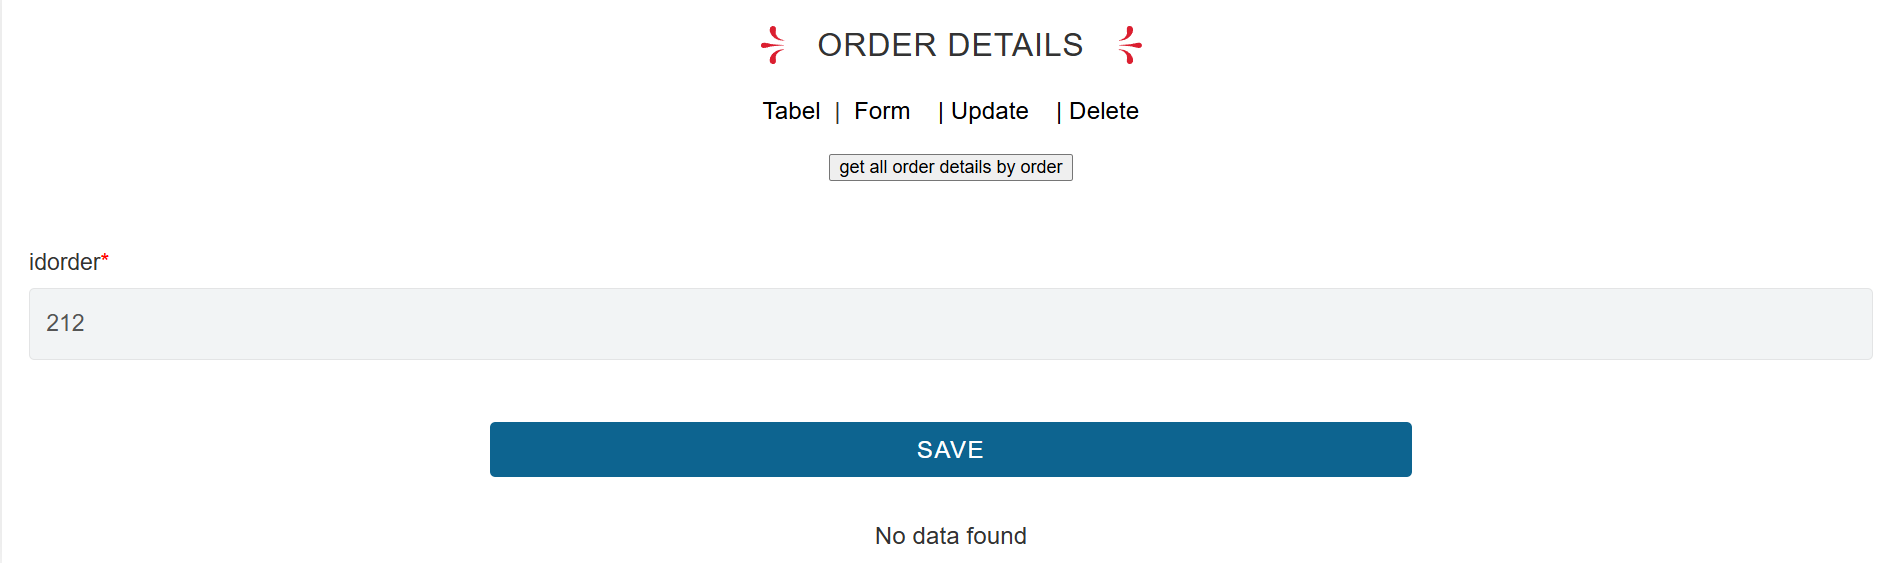 ORDER DETAILS
Tabel | Form | Update | Delete
get all order details by order
idorder*
212
SAVE
No data found